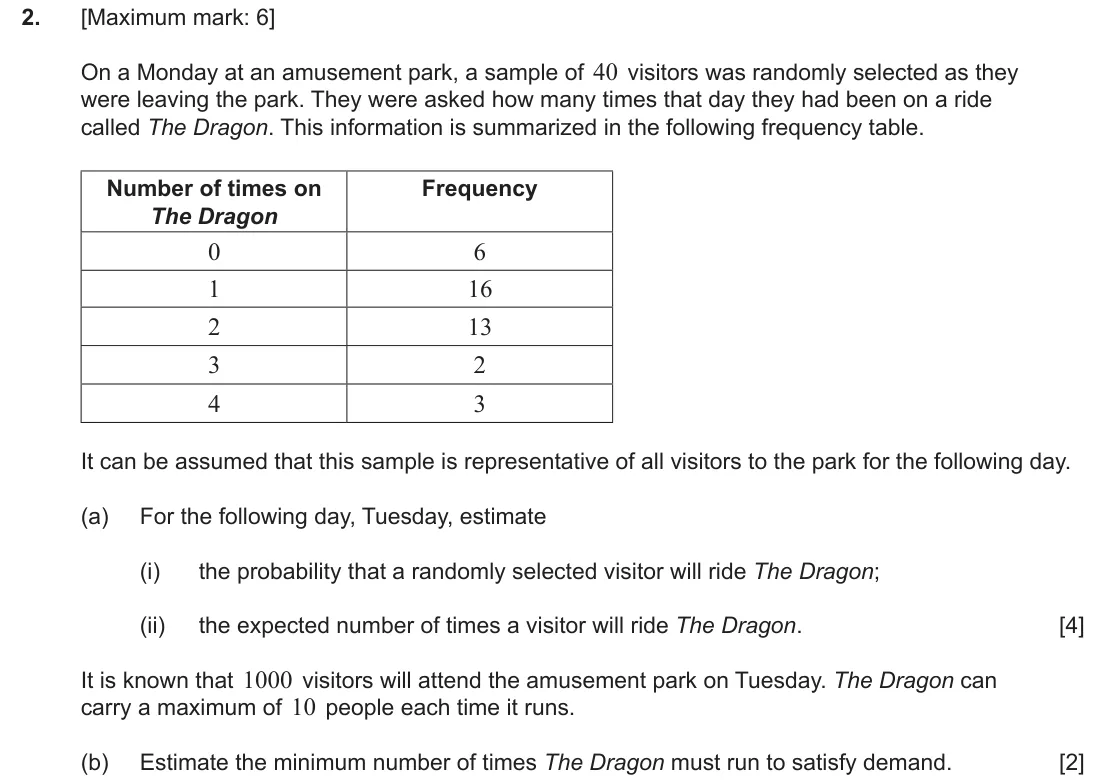 2. [Maximum mark: 6]
On a Monday at an amusement park, a sample of 40 visitors was randomly selected as they
were leaving the park. They were asked how many times that day they had been on a ride
called The Dragon. This information is summarized in the following frequency table.
Number of times on Frequency
The Dragon
0 6
1 16
2 13
3 2
4 3
It can be assumed that this sample is representative of all visitors to the park for the following day.
(a) For the following day, Tuesday, estimate
(i) the probability that a randomly selected visitor will ride The Dragon;
(ii) the expected number of times a visitor will ride The Dragon. [4]
It is known that 1000 visitors will attend the amusement park on Tuesday. The Dragon can
carry a maximum of 10 people each time it runs.
(b) Estimate the minimum number of times The Dragon must run to satisfy demand. [2]